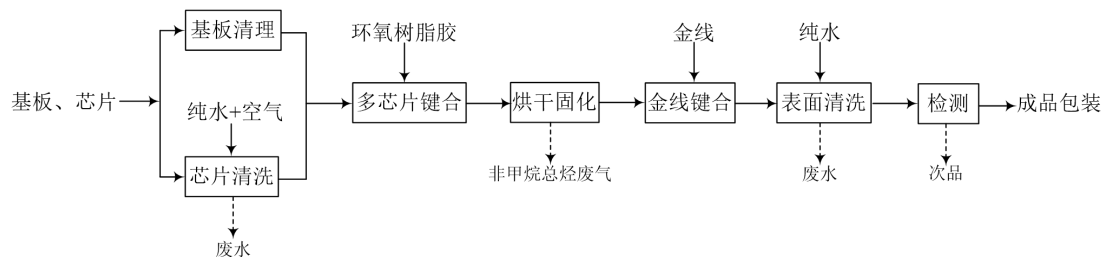 基板清理
环氧树脂胶
金线
纯水
基板、芯片
纯水+空气
多芯片键合
烘干固化
金线键合
表面清洗
检测
成品包装
芯片清洗
非甲烷总烃废气
废水
次品
废水